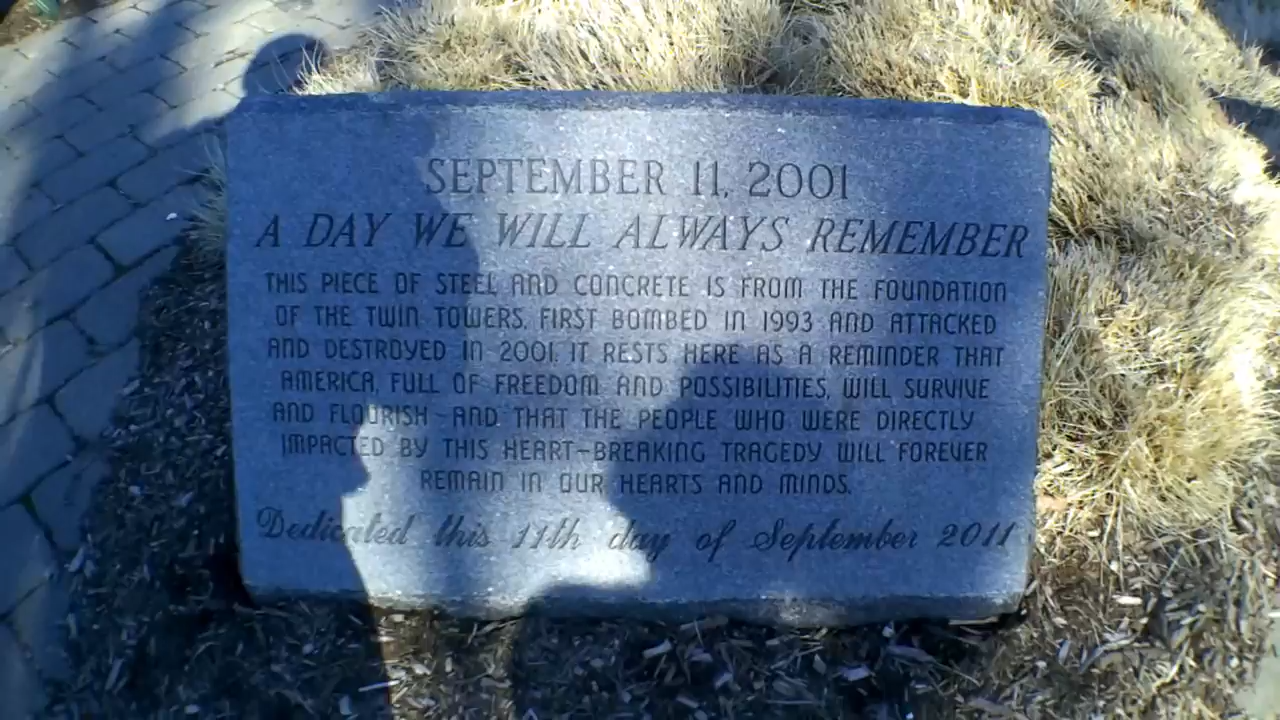 SEPTEMBER 11, 2001
A DAY WE WILL ALWAYS REMEMBER
THIS PIECE OF STEEL AND CONCRETE IS FROM THE FOUNDATION
OF THE TWIN TOWERS, FIRST BOMBED IN 1993 AND ATTACKED
AND DESTROYED IN 2001. IT RESTS HERE AS A REMINDER THAT
AMERICA, FULL OF FREEDOM AND POSSIBILITIES, WILL SURVIVE
AND FLOURISH-AND THAT THE PEOPLE WHO WERE DIRECTLY
IMPACTED BY THIS HEART-BREAKING TRAGEDY WILL FOREVER
REMAIN IN OUR HEARTS AND MINDS.
Dedicated this 11th day of September 2011